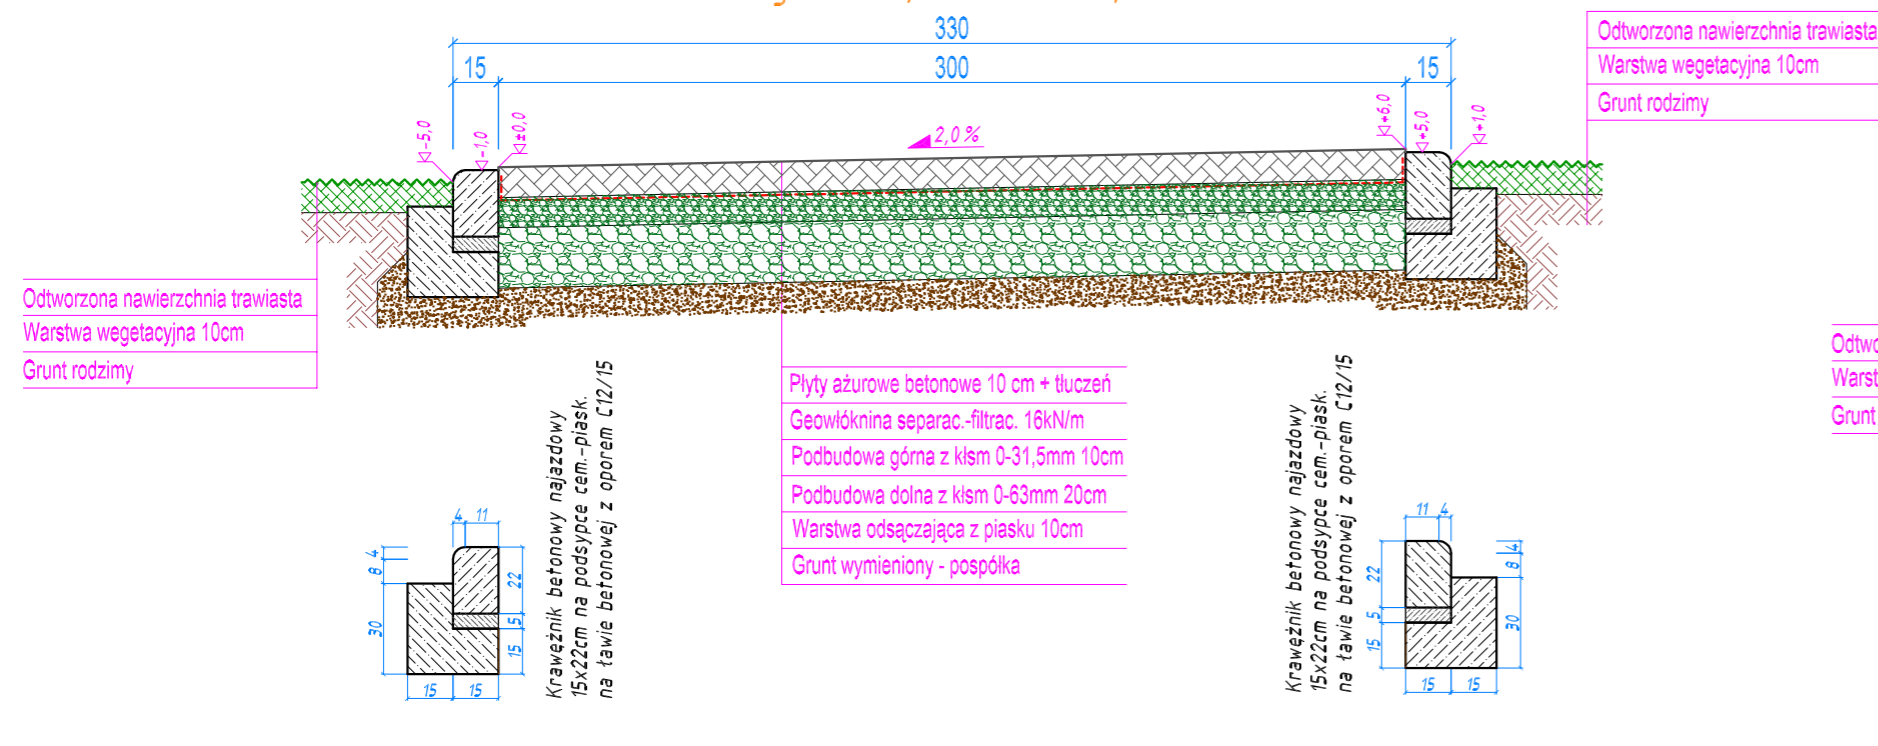 330
15
300
15
-5,0
-1,0
±0,0
2,0 %
+6,0
+5,0
+1,0
Odtworzona nawierzchnia trawiasta
Warstwa wegetacyjna 10cm
Grunt rodzimy
Odtworzona nawierzchnia trawiasta
Warstwa wegetacyjna 10cm
Grunt rodzimy
Płyty ażurowe betonowe 10 cm + tłuczeń
Geowłóknina separac.-filtrac. 16kN/m
Podbudowa górna z kłsm 0-31,5mm 10cm
Podbudowa dolna z kłsm 0-63mm 20cm
Warstwa odsączająca z piasku 10cm
Grunt wymieniony - pospółka
Krawężnik betonowy najazdowy
15x22cm na podsypce cem.-piask.
na ławie betonowej z oporem C12/15
Krawężnik betonowy najazdowy
15x22cm na podsypce cem.-piask.
na ławie betonowej z oporem C12/15
Odtwo
Warst
Grunt
4
11
4
8
30
22
5
15
15
15
11
4
22
5
15
4
8
30
15
15